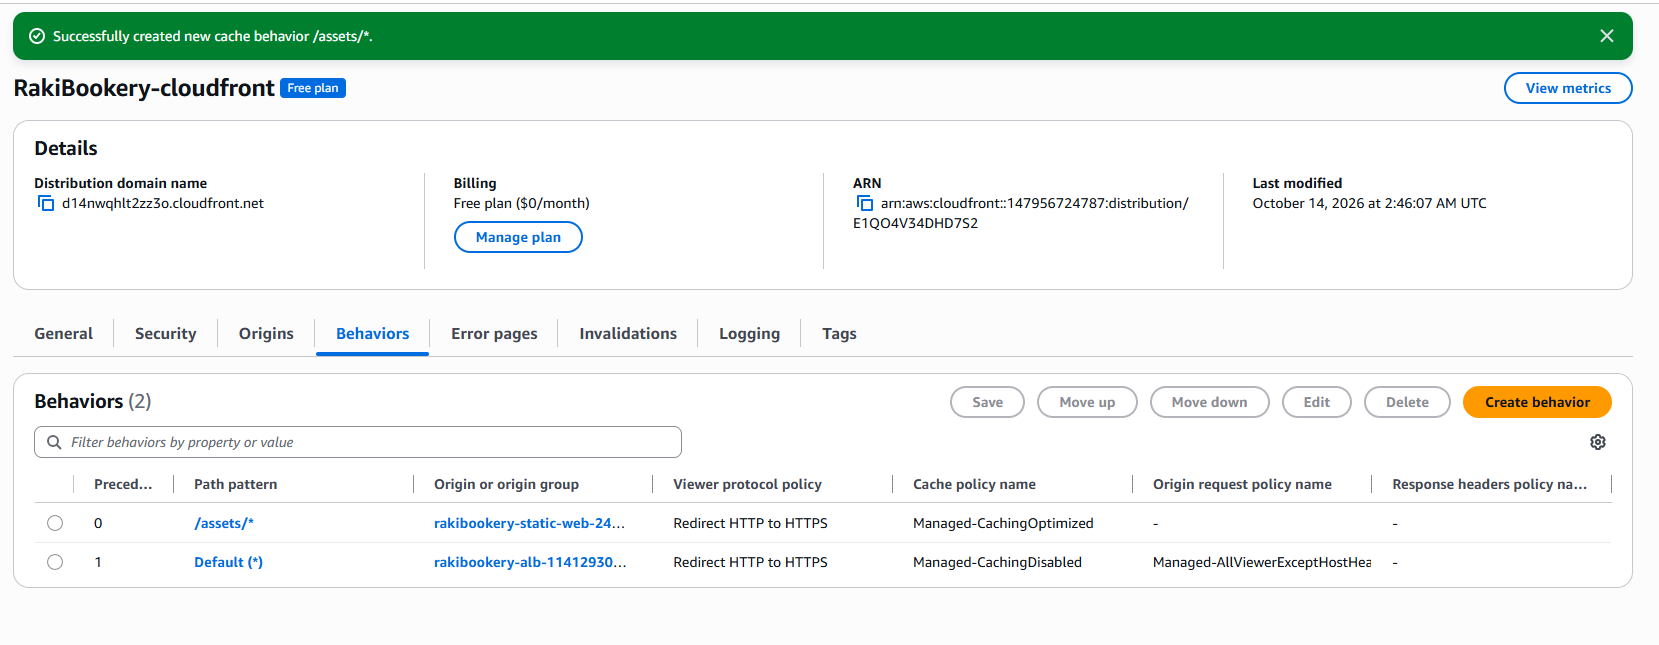 Successfully created new cache behavior /assets/*.
RakiBookery-cloudfront Free plan View metrics
Details
Distribution domain name
d14nwqhlt2zz3o.cloudfront.net
Billing
Free plan ($0/month)
Manage plan
ARN
arn:aws:cloudfront::147956724787:distribution/
E1QO4V34DHD7S2
Last modified
October 14, 2026 at 2:46:07 AM UTC
General Security Origins Behaviors Error pages Invalidations Logging Tags
Behaviors (2) Save Move up Move down Edit Delete Create behavior
Filter behaviors by property or value
Preced... Path pattern Origin or origin group Viewer protocol policy Cache policy name Origin request policy name Response headers policy na...
0 /assets/* rakibookery-static-web-24... Redirect HTTP to HTTPS Managed-CachingOptimized - -
1 Default (*) rakibookery-alb-11412930... Redirect HTTP to HTTPS Managed-CachingDisabled Managed-AllViewerExceptHostHea -